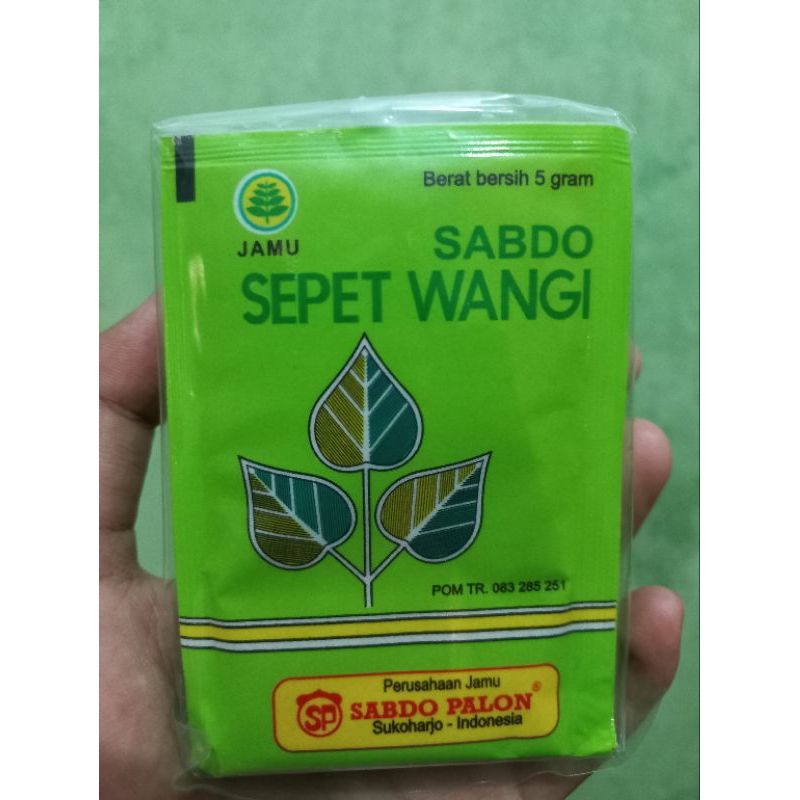 Berat bersih 5 gram
JAMU
SABDO
SEPET WANGI
POM TR. 083 285 251
Perusahaan Jamu
SP SABDO PALON®
Sukoharjo - Indonesia